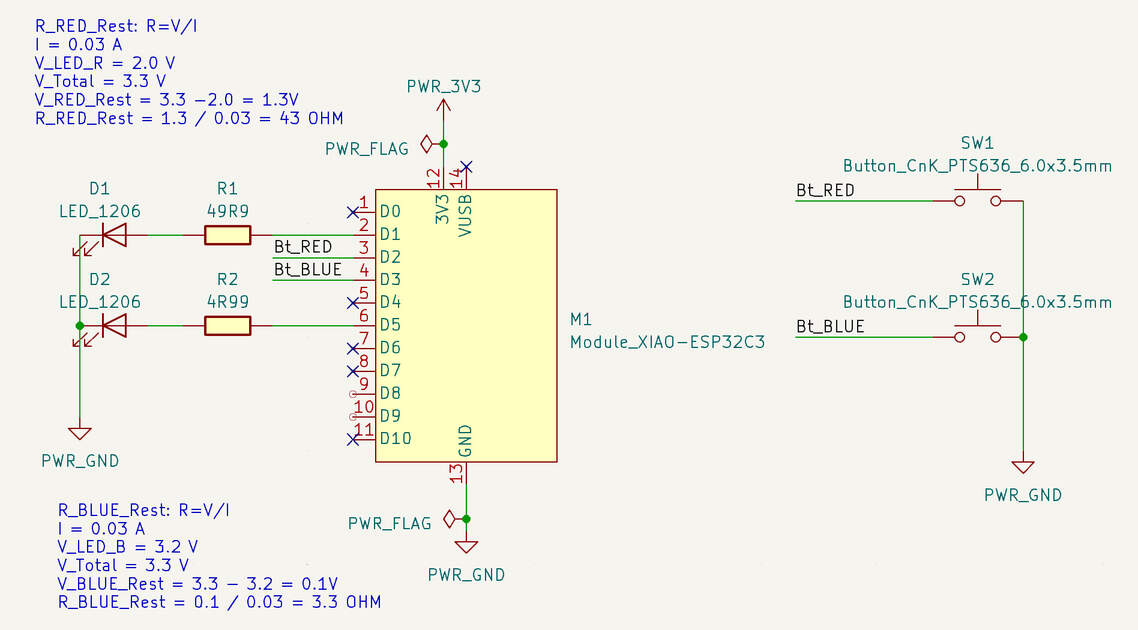 R_RED_Rest: R=V/I
I = 0.03 A
V_LED_R = 2.0 V
V_Total = 3.3 V
V_RED_Rest = 3.3 -2.0 = 1.3V
R_RED_Rest = 1.3 / 0.03 = 43 OHM
PWR_3V3
PWR_FLAG
12
14
3V3
VUSB
D1
LED_1206
R1
49R9
D2
LED_1206
R2
4R99
Bt_RED
Bt_BLUE
1 D0
2 D1
3 D2
4 D3
5 D4
6 D5
7 D6
8 D7
9 D8
10 D9
11 D10
GND
13
M1
Module_XIAO-ESP32C3
PWR_GND
PWR_FLAG
PWR_GND
SW1
Button_CnK_PTS636_6.0x3.5mm
Bt_RED
SW2
Button_CnK_PTS636_6.0x3.5mm
Bt_BLUE
PWR_GND
R_BLUE_Rest: R=V/I
I = 0.03 A
V_LED_B = 3.2 V
V_Total = 3.3 V
V_BLUE_Rest = 3.3 - 3.2 = 0.1V
R_BLUE_Rest = 0.1 / 0.03 = 3.3 OHM